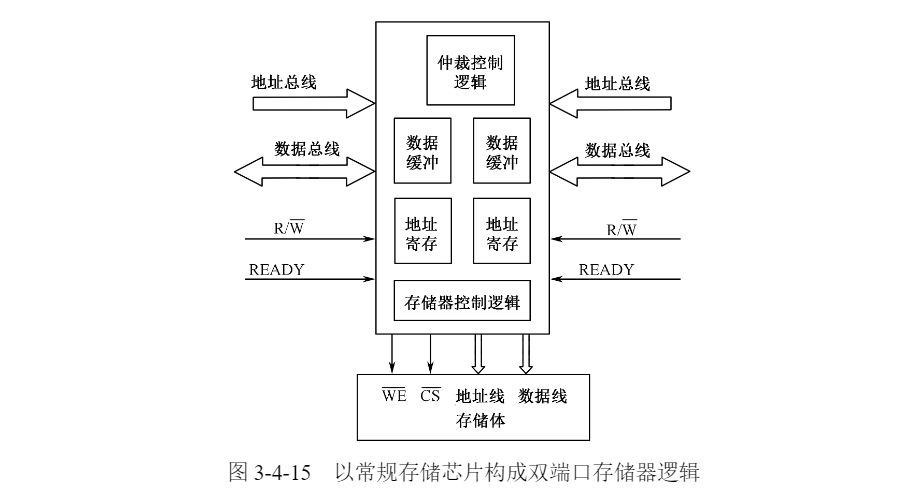 仲裁控制
逻辑
地址总线
地址总线
数据总线
数据
缓冲
数据
缓冲
数据总线
R/W̅
地址
寄存
地址
寄存
R/W̅
READY
READY
存储器控制逻辑
W̅E̅ C̅S̅ 地址线 数据线
存储体
图 3-4-15 以常规存储芯片构成双端口存储器逻辑